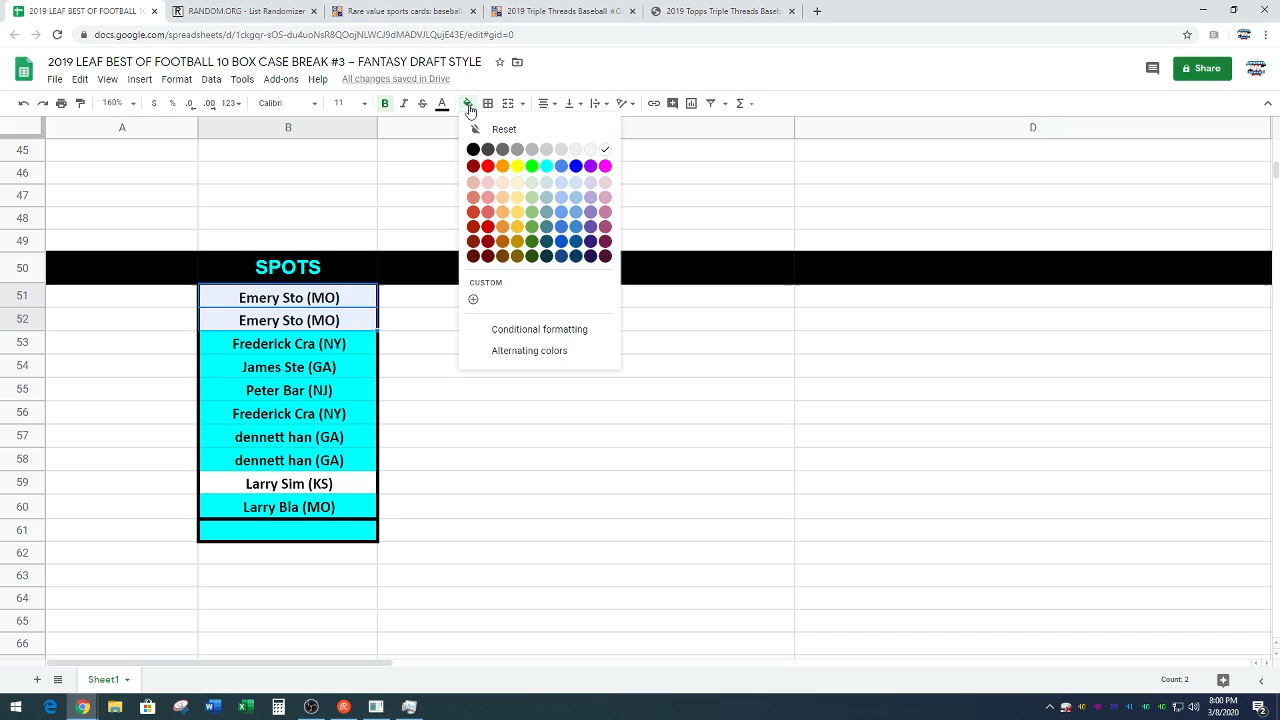 2019 LEAF BEST OF FOOTBALL 10
RANDOM.ORG - List Randomizer
Rare value sports cards: baseball
2019 Triple Threads Baseball
2019 Topps Triple Threads Baseb
docs.google.com/spreadsheets/d/1ckgqr-sOS-du4uoNsR8QOojNLWCJ9dMADVJLQujE43E/edit#gid=0
2019 LEAF BEST OF FOOTBALL 10 BOX CASE BREAK #3 – FANTASY DRAFT STYLE
Share
File Edit View Insert Format Data Tools Add-ons Help All changes saved in Drive
160% $ % .0 .00 123 Calibri 11 B I S A
Reset
A B D
45
46
47
48
49
50 SPOTS
51 Emery Sto (MO)
52 Emery Sto (MO)
53 Frederick Cra (NY)
54 James Ste (GA)
55 Peter Bar (NJ)
56 Frederick Cra (NY)
57 dennett han (GA)
58 dennett han (GA)
59 Larry Sim (KS)
60 Larry Bla (MO)
61
62
63
64
65
66
CUSTOM
Conditional formatting
Alternating colors
Sheet1
Count: 2
8:00 PM
3/8/2020